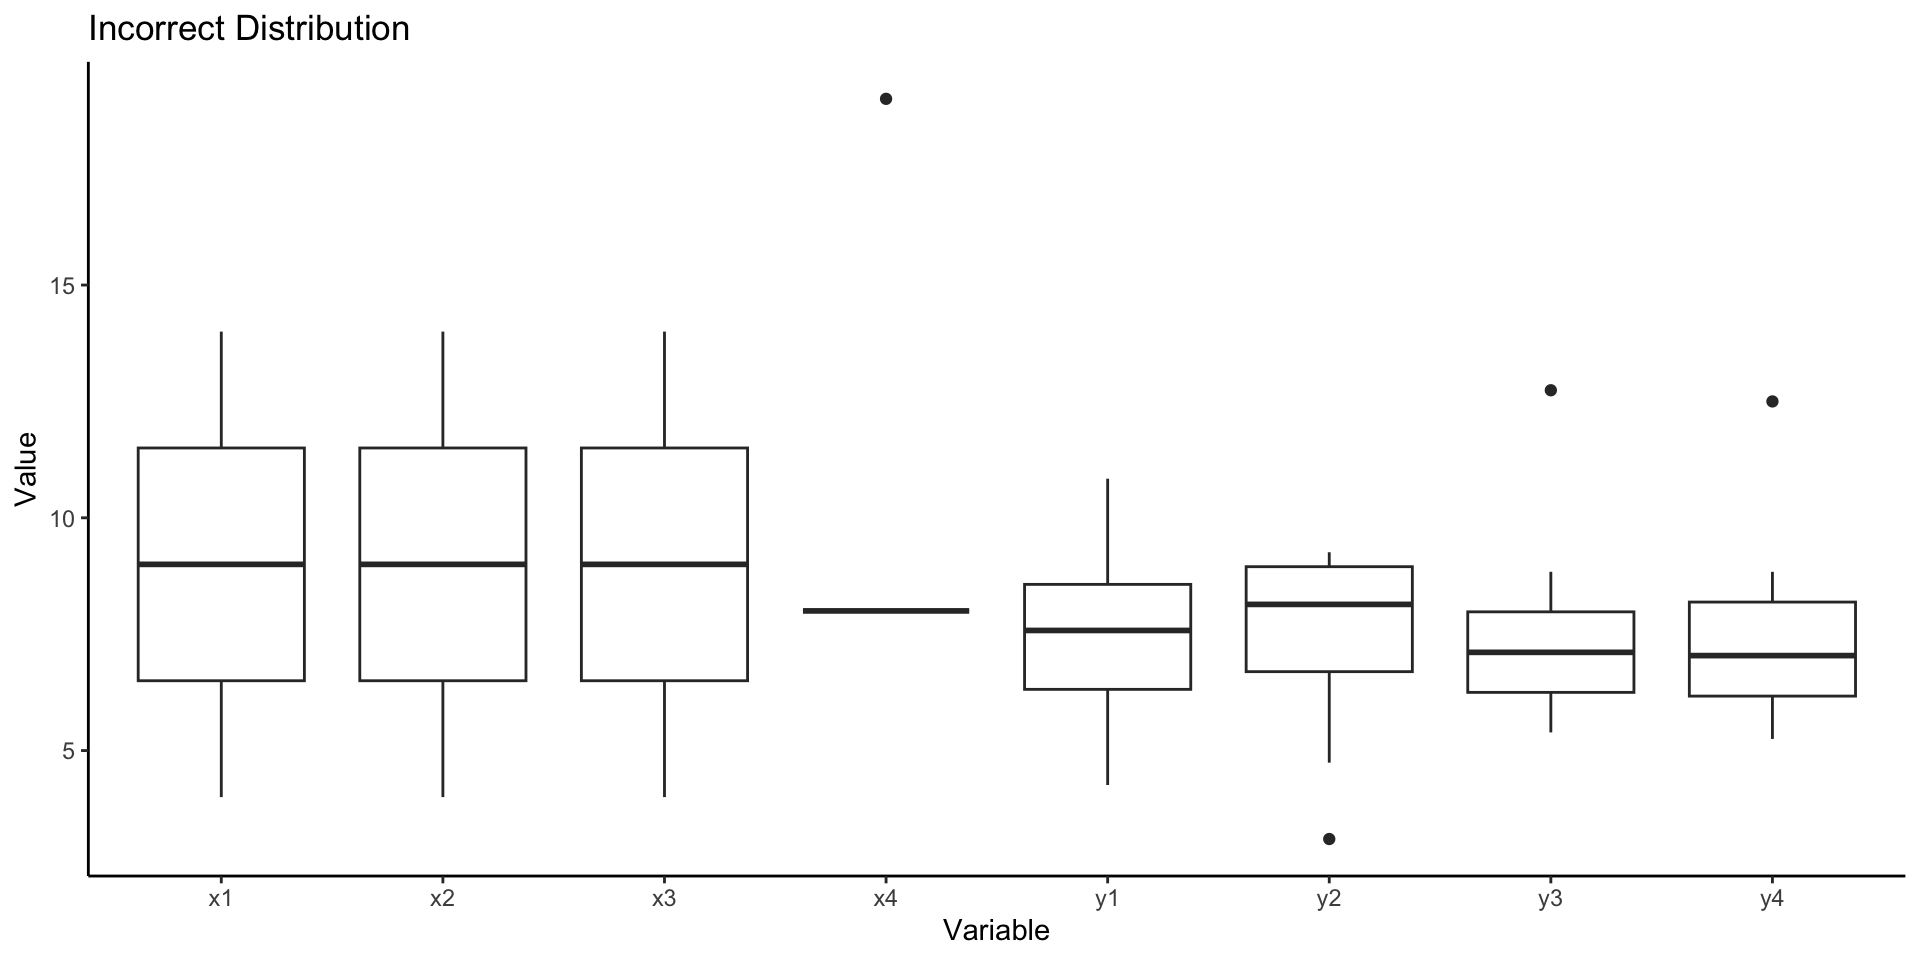 Incorrect Distribution
Value
15
10
5
x1 x2 x3 x4 y1 y2 y3 y4
Variable